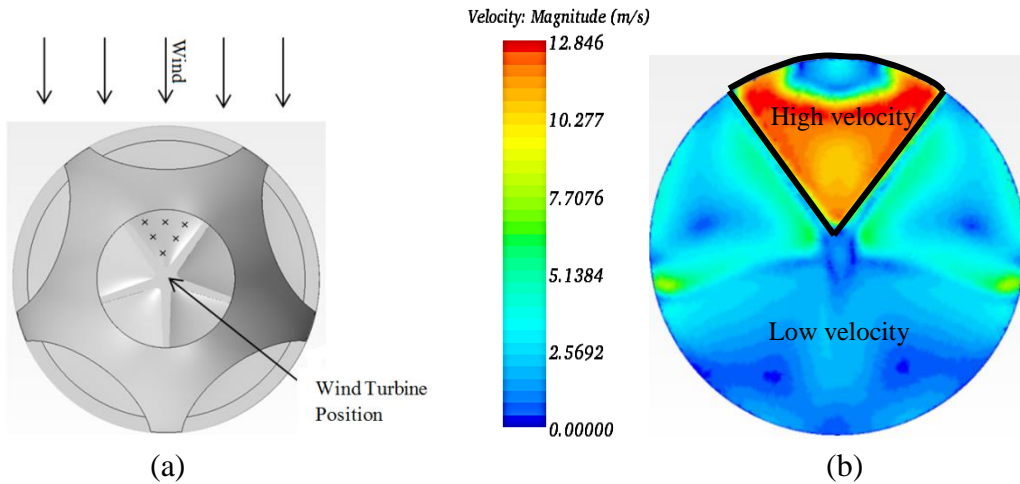 Wind
Wind Turbine
Position
(a)
Velocity: Magnitude (m/s)
12.846
10.277
7.7076
5.1384
2.5692
0.00000
High velocity
Low velocity
(b)